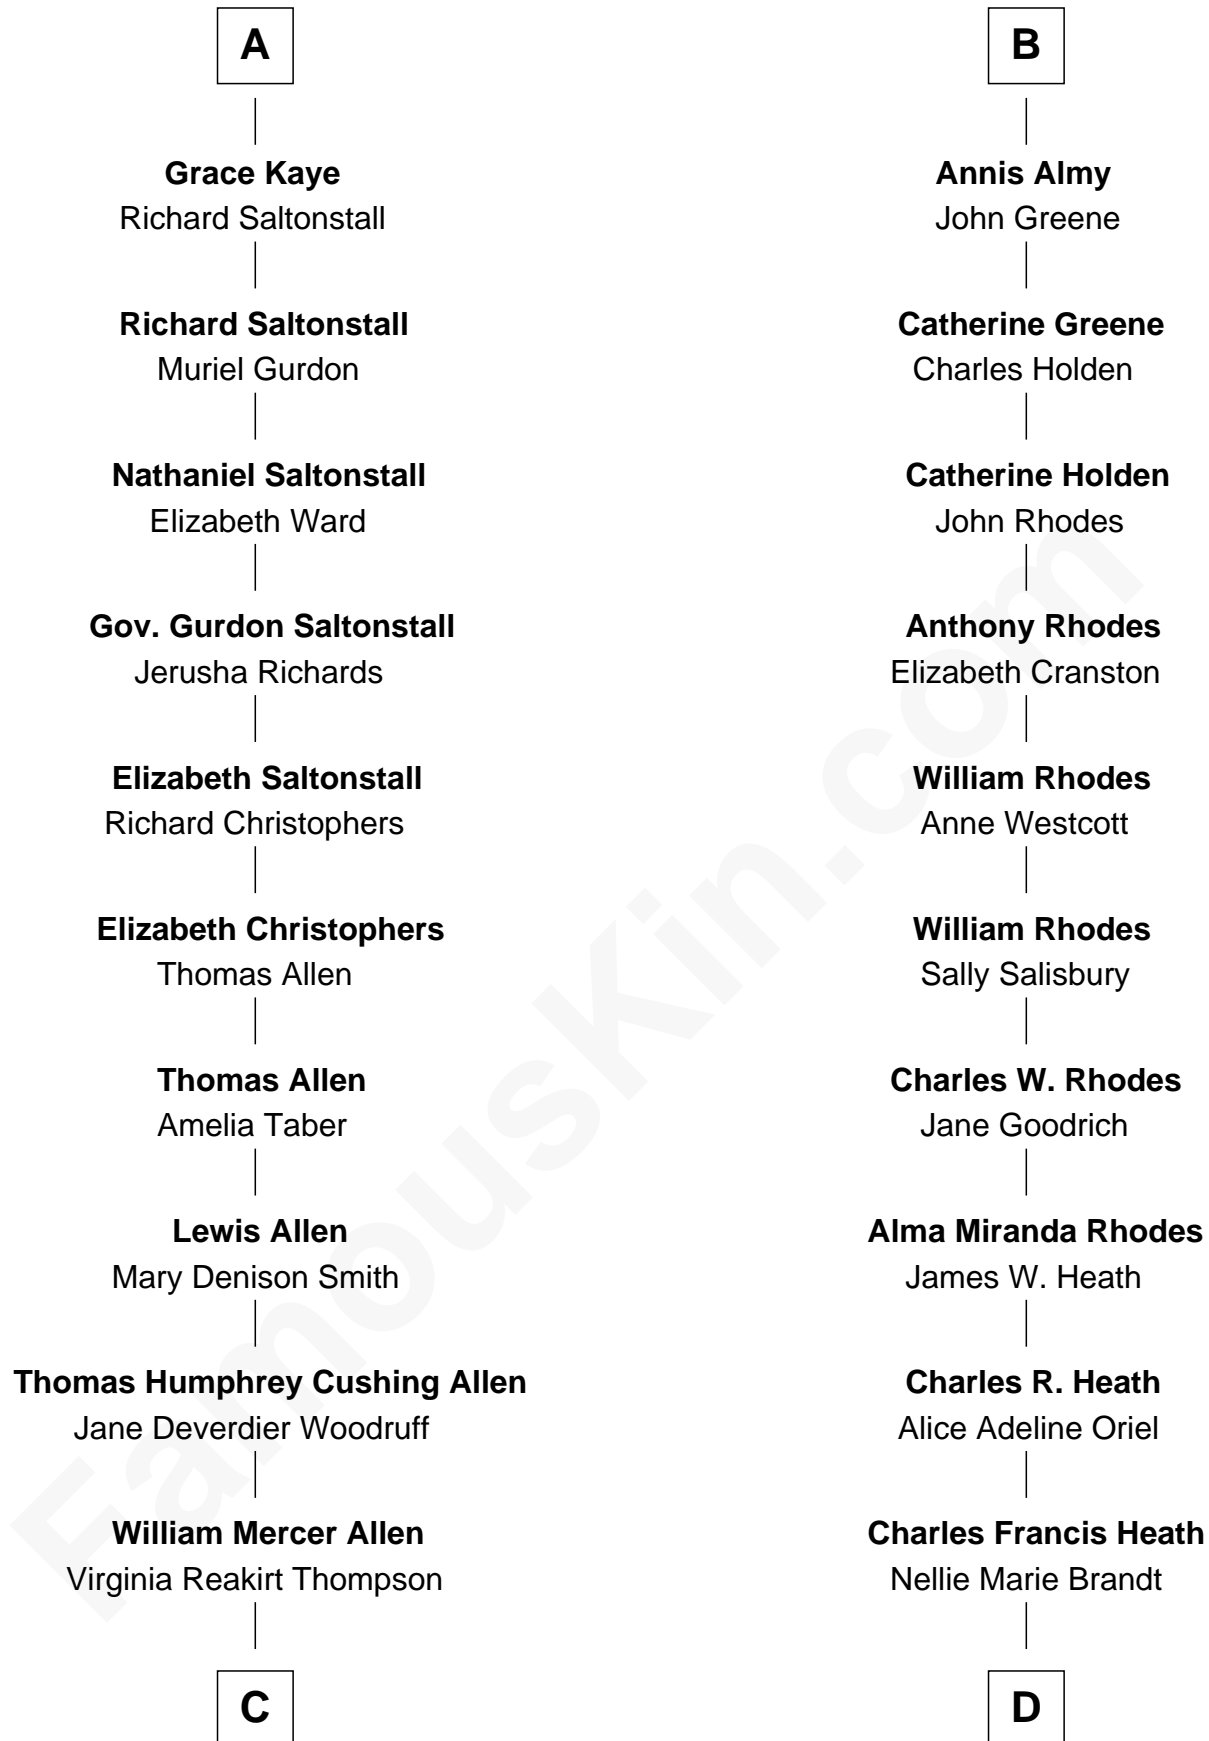 A
Grace Kaye
Richard Saltonstall
Richard Saltonstall
Muriel Gurdon
Nathaniel Saltonstall
Elizabeth Ward
Gov. Gurdon Saltonstall
Jerusha Richards
Elizabeth Saltonstall
Richard Christophers
Elizabeth Christophers
Thomas Allen
Thomas Allen
Amelia Taber
Lewis Allen
Mary Denison Smith
Thomas Humphrey Cushing Allen
Jane Deverdier Woodruff
William Mercer Allen
Virginia Reakirt Thompson
C
B
Annis Almy
John Greene
Catherine Greene
Charles Holden
Catherine Holden
John Rhodes
Anthony Rhodes
Elizabeth Cranston
William Rhodes
Anne Westcott
William Rhodes
Sally Salisbury
Charles W. Rhodes
Jane Goodrich
Alma Miranda Rhodes
James W. Heath
Charles R. Heath
Alice Adeline Oriel
Charles Francis Heath
Nellie Marie Brandt
D
FamousKin.com